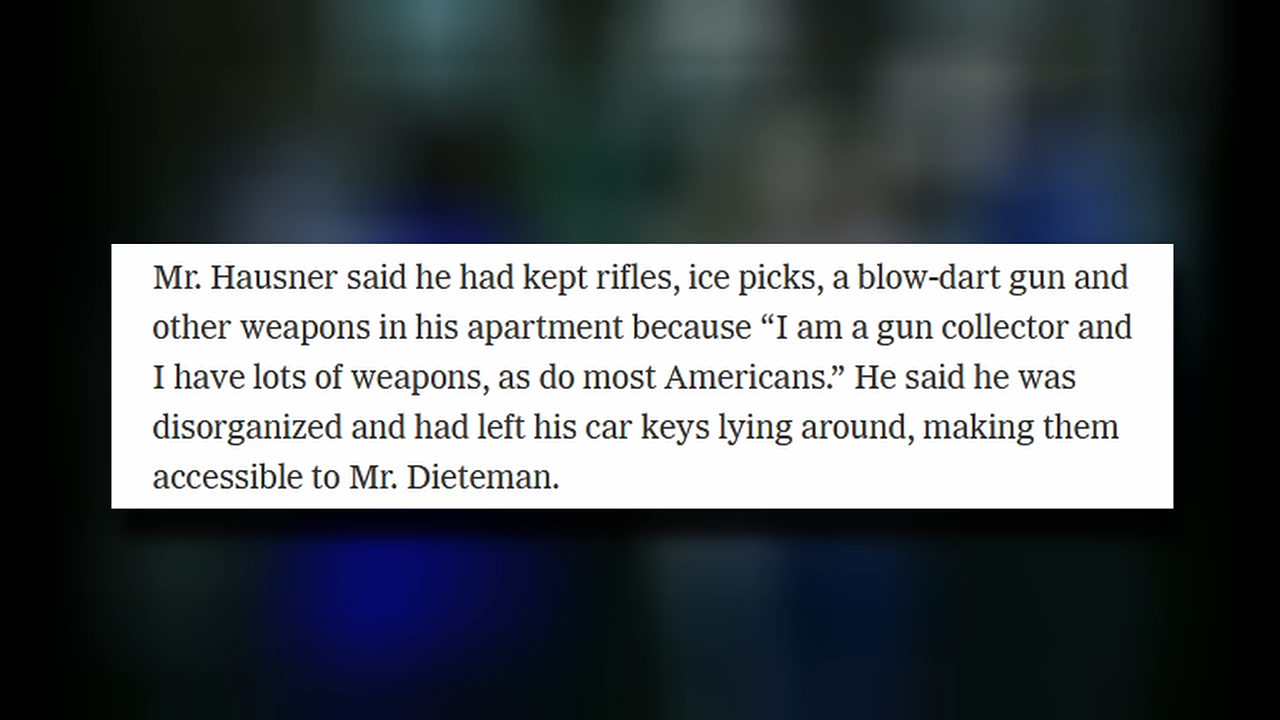 Mr. Hausner said he had kept rifles, ice picks, a blow-dart gun and
other weapons in his apartment because “I am a gun collector and
I have lots of weapons, as do most Americans.” He said he was
disorganized and had left his car keys lying around, making them
accessible to Mr. Dieteman.